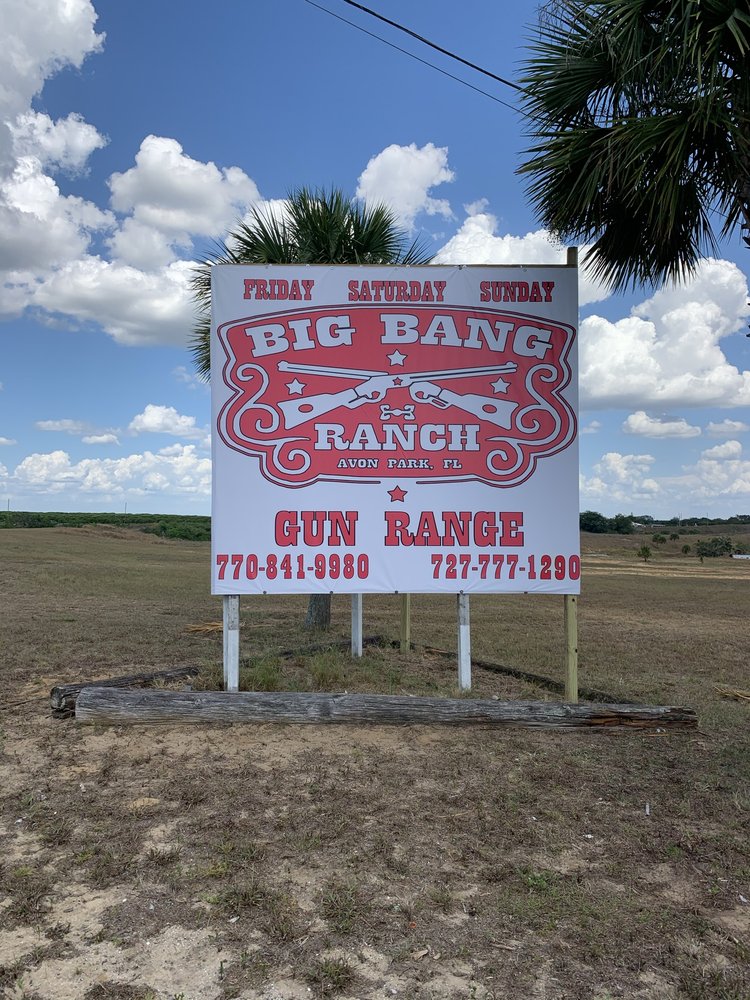 FRIDAY SATURDAY SUNDAY
BIG BANG
RANCH
AVON PARK, FL
GUN RANGE
770-841-9980 727-777-1290